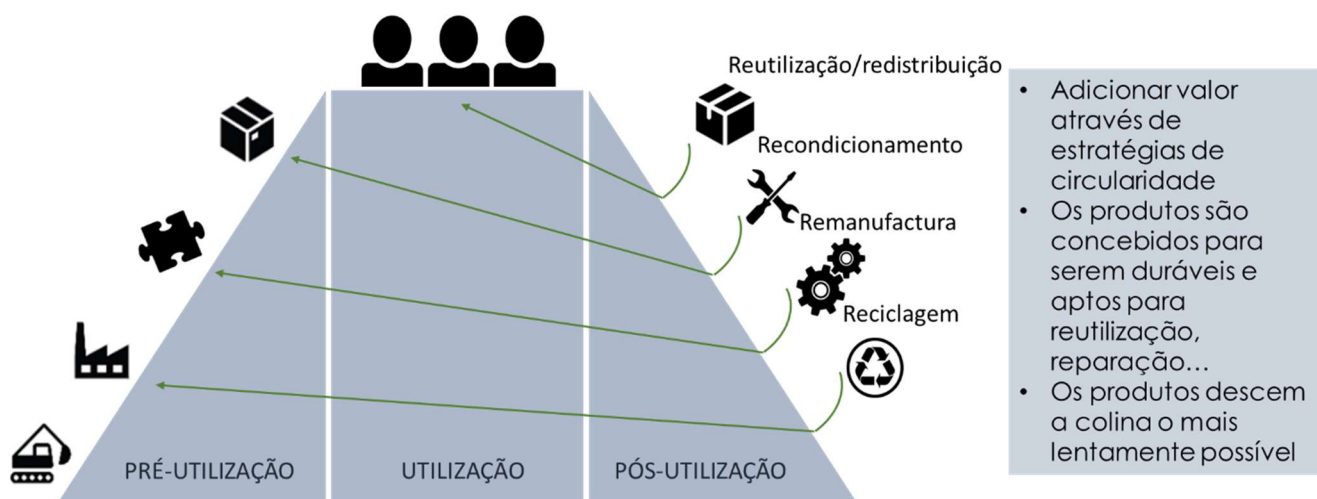 Reutilização/redistribuição
Recondicionamento
Remanufactura
Reciclagem
PRÉ-UTILIZAÇÃO
UTILIZAÇÃO
PÓS-UTILIZAÇÃO
• Adicionar valor
através de
estratégias de
circularidade
• Os produtos são
concebidos para
serem duráveis e
aptos para
reutilização,
reparação...
• Os produtos descem
a colina o mais
lentamente possível